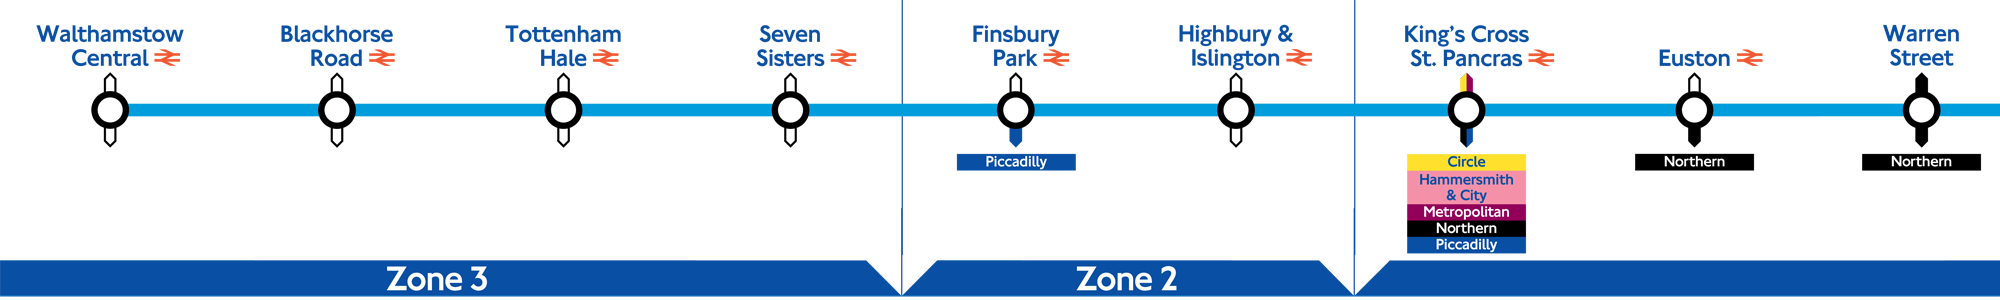 Walthamstow
Central
Blackhorse
Road
Tottenham
Hale
Seven
Sisters
Finsbury
Park
Highbury &
Islington
King's Cross
St. Pancras
Euston
Warren
Street
Piccadilly
Circle
Hammersmith
& City
Metropolitan
Northern
Piccadilly
Northern
Northern
Zone 3
Zone 2